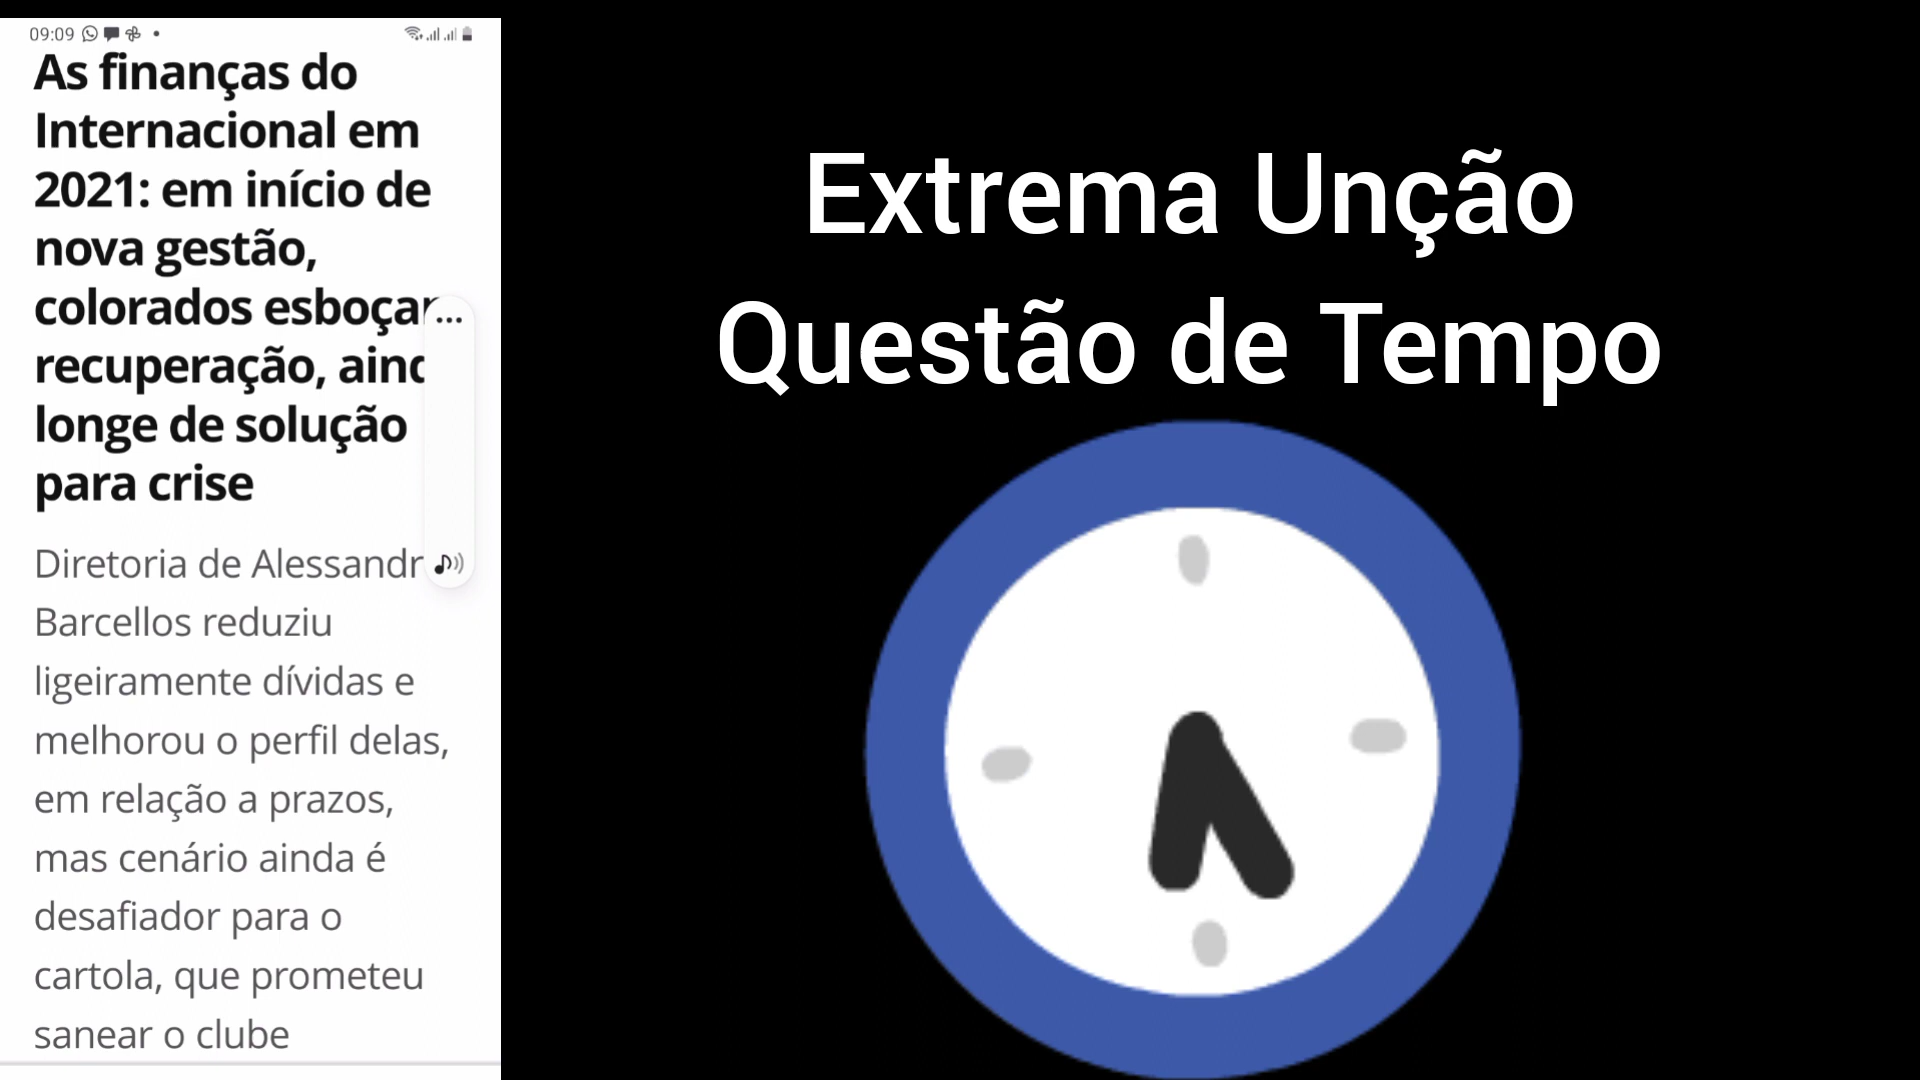 09:09
As finanças do
Internacional em
2021: em início de
nova gestão,
colorados esboçar
recuperação, aind
longe de solução
para crise
Diretoria de Alessandr
Barcellos reduziu
ligeiramente dívidas e
melhorou o perfil delas,
em relação a prazos,
mas cenário ainda é
desafiador para o
cartola, que prometeu
sanear o clube
Extrema Unção
Questão de Tempo